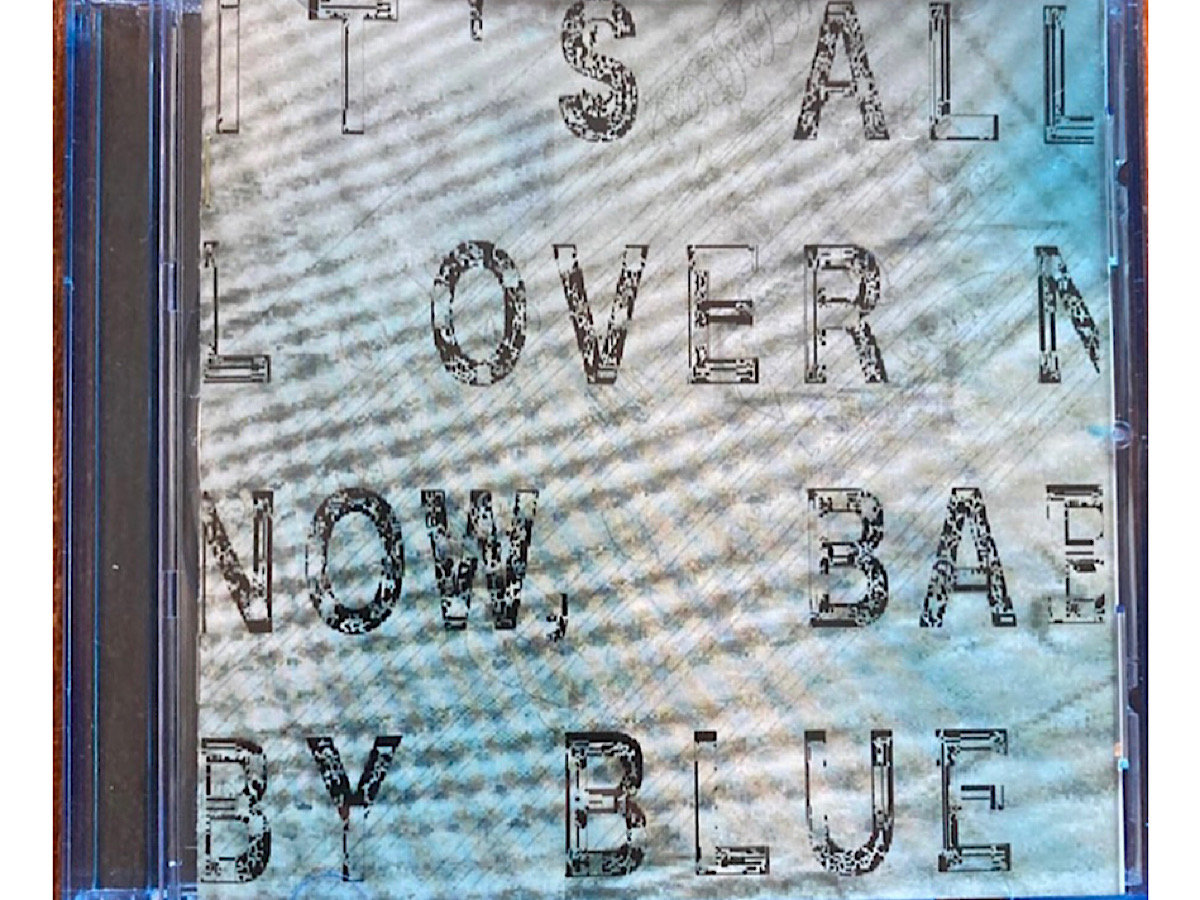 IT'S ALL
L OVER N
NOW, BAB
BY BLUE